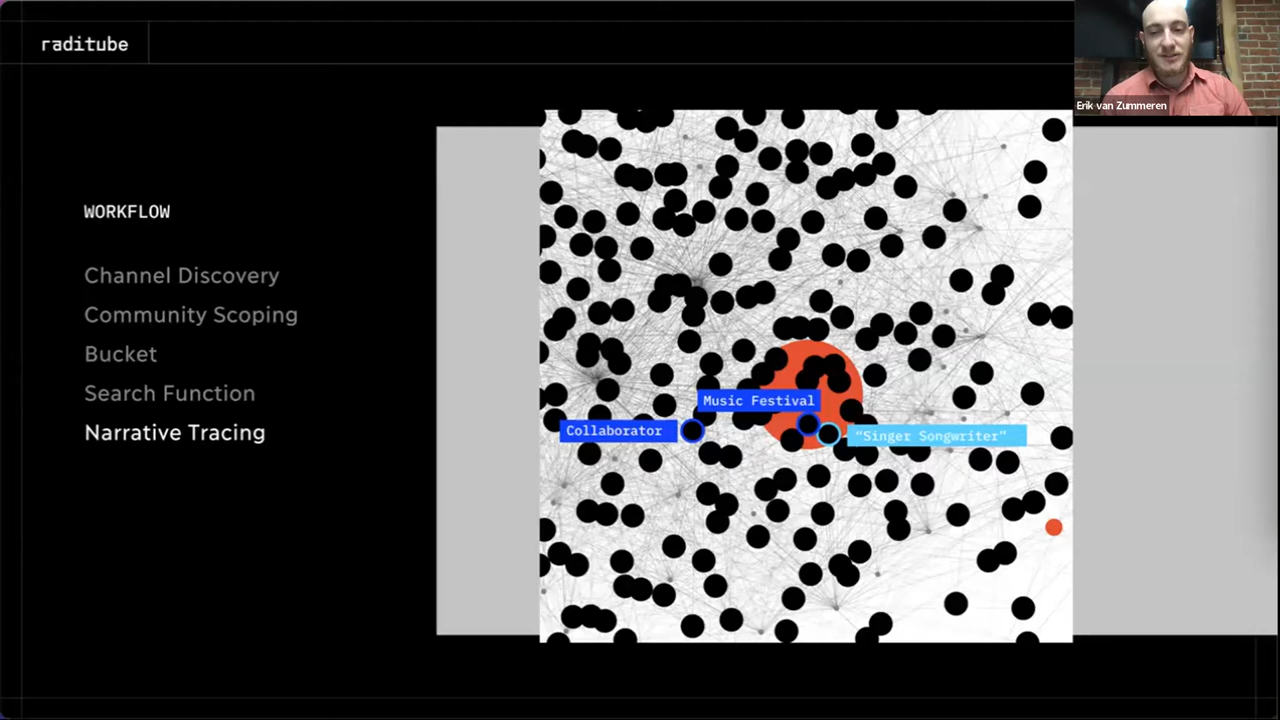 raditube
Erik van Zummeren
WORKFLOW
Channel Discovery
Community Scoping
Bucket
Search Function
Narrative Tracing
Music Festival
Collaborator
“Singer Songwriter”